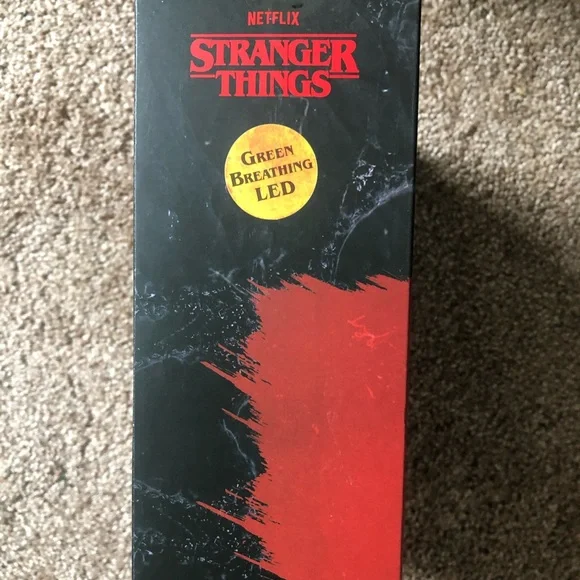 NETFLIX
STRANGER
THINGS
GREEN
BREATHING
LED